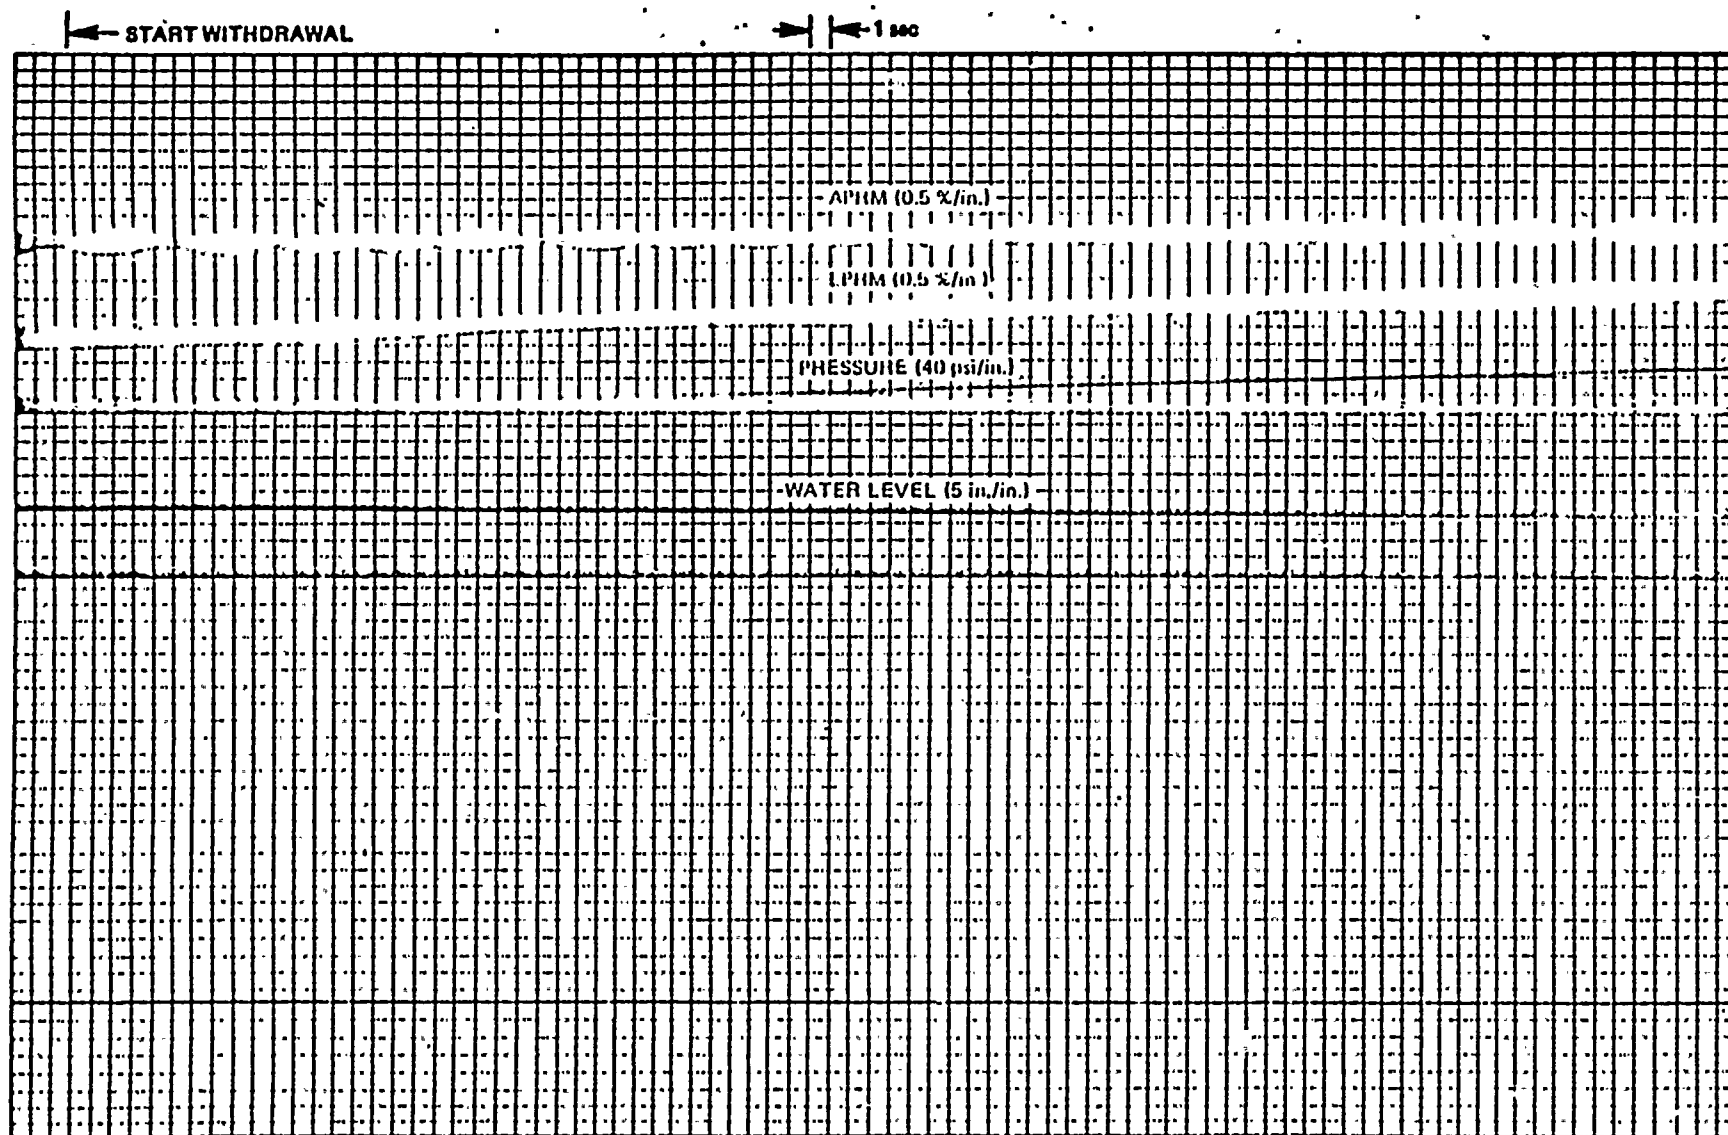 START WITHDRAWAL
1 sec
APRM (0.5 %/in.)
LPRM (0.5 %/in.)
PRESSURE (40 psi/in.)
WATER LEVEL (5 in./in.)